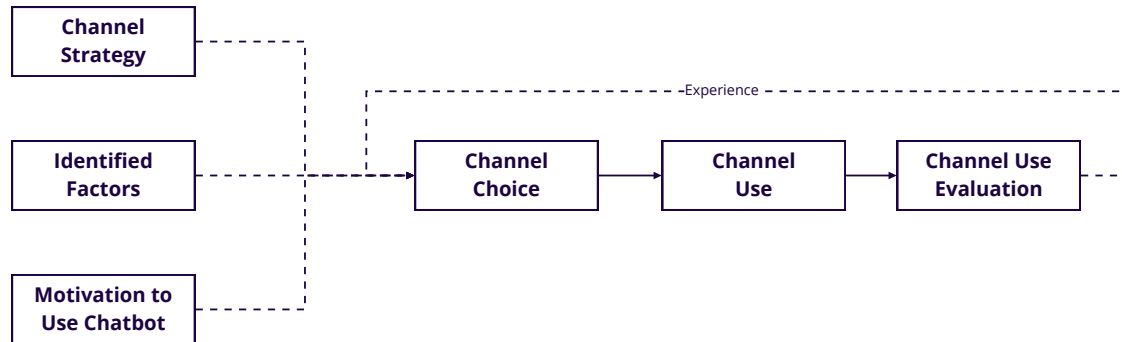 Channel
Strategy
Experience
Identified
Factors
Channel
Choice
Channel
Use
Channel Use
Evaluation
Motivation to
Use Chatbot